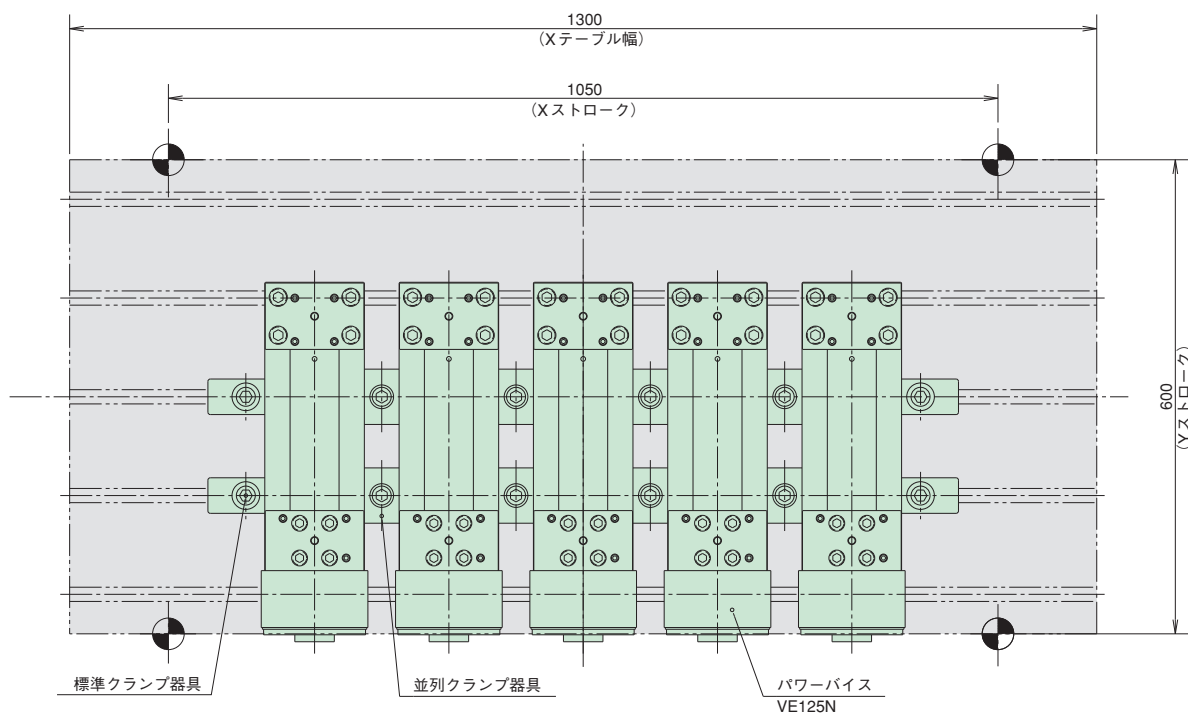 1300
(Xテーブル幅)
1050
(Xストローク)
600
(Yストローク)
標準クランプ器具
並列クランプ器具
パワーバイス
VE125N